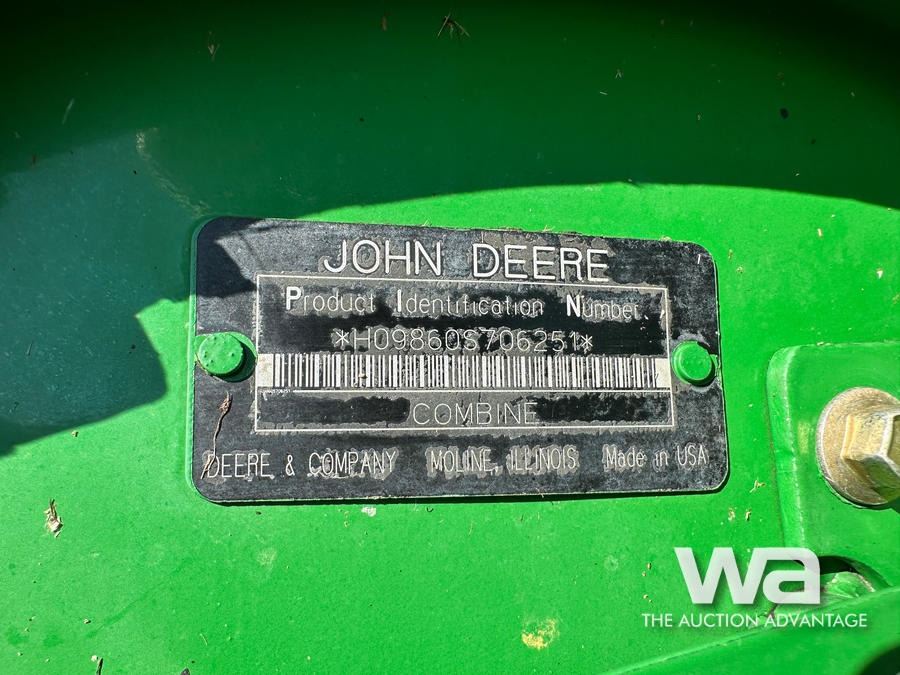 JOHN DEERE
Product Identification Number
*H09860S706251*
COMBINE
DEERE & COMPANY MOLINE, ILLINOIS Made in USA
wa
THE AUCTION ADVANTAGE